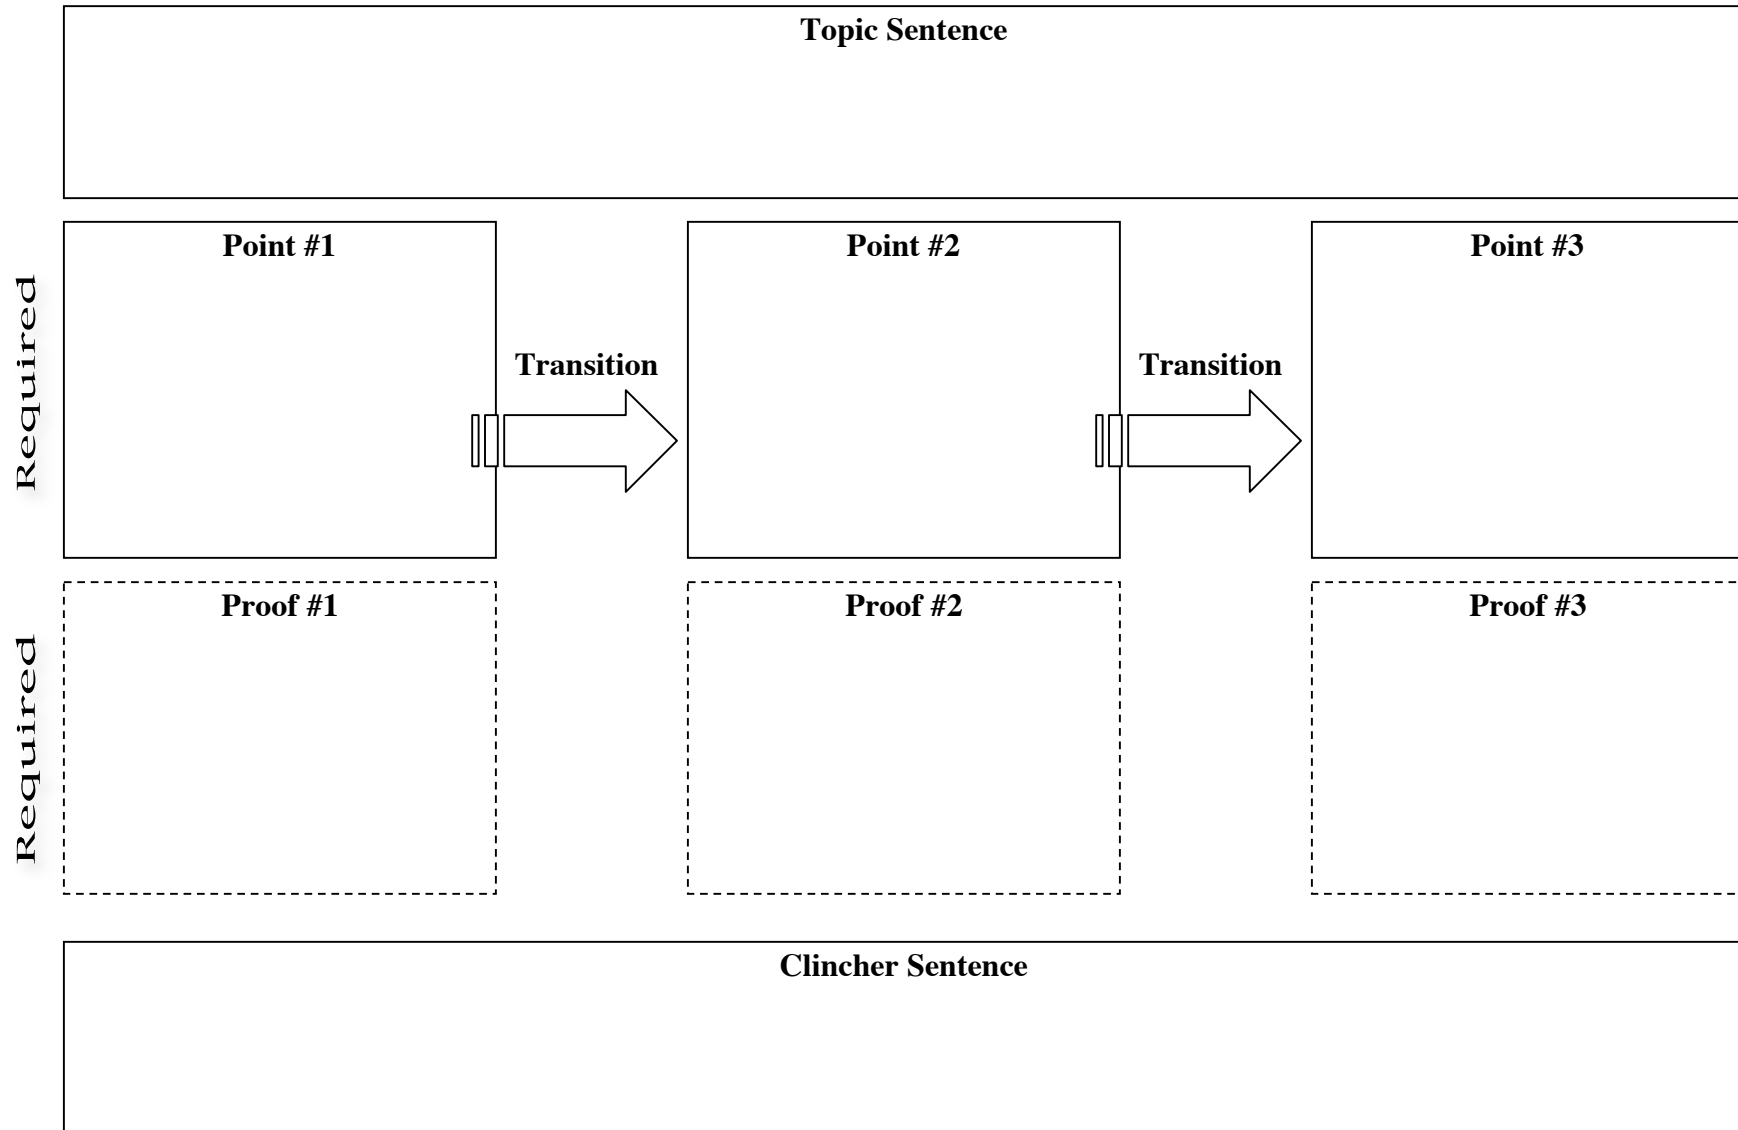 Topic Sentence
Required
Point #1
Transition
Point #2
Transition
Point #3
Required
Proof #1
Proof #2
Proof #3
Clincher Sentence